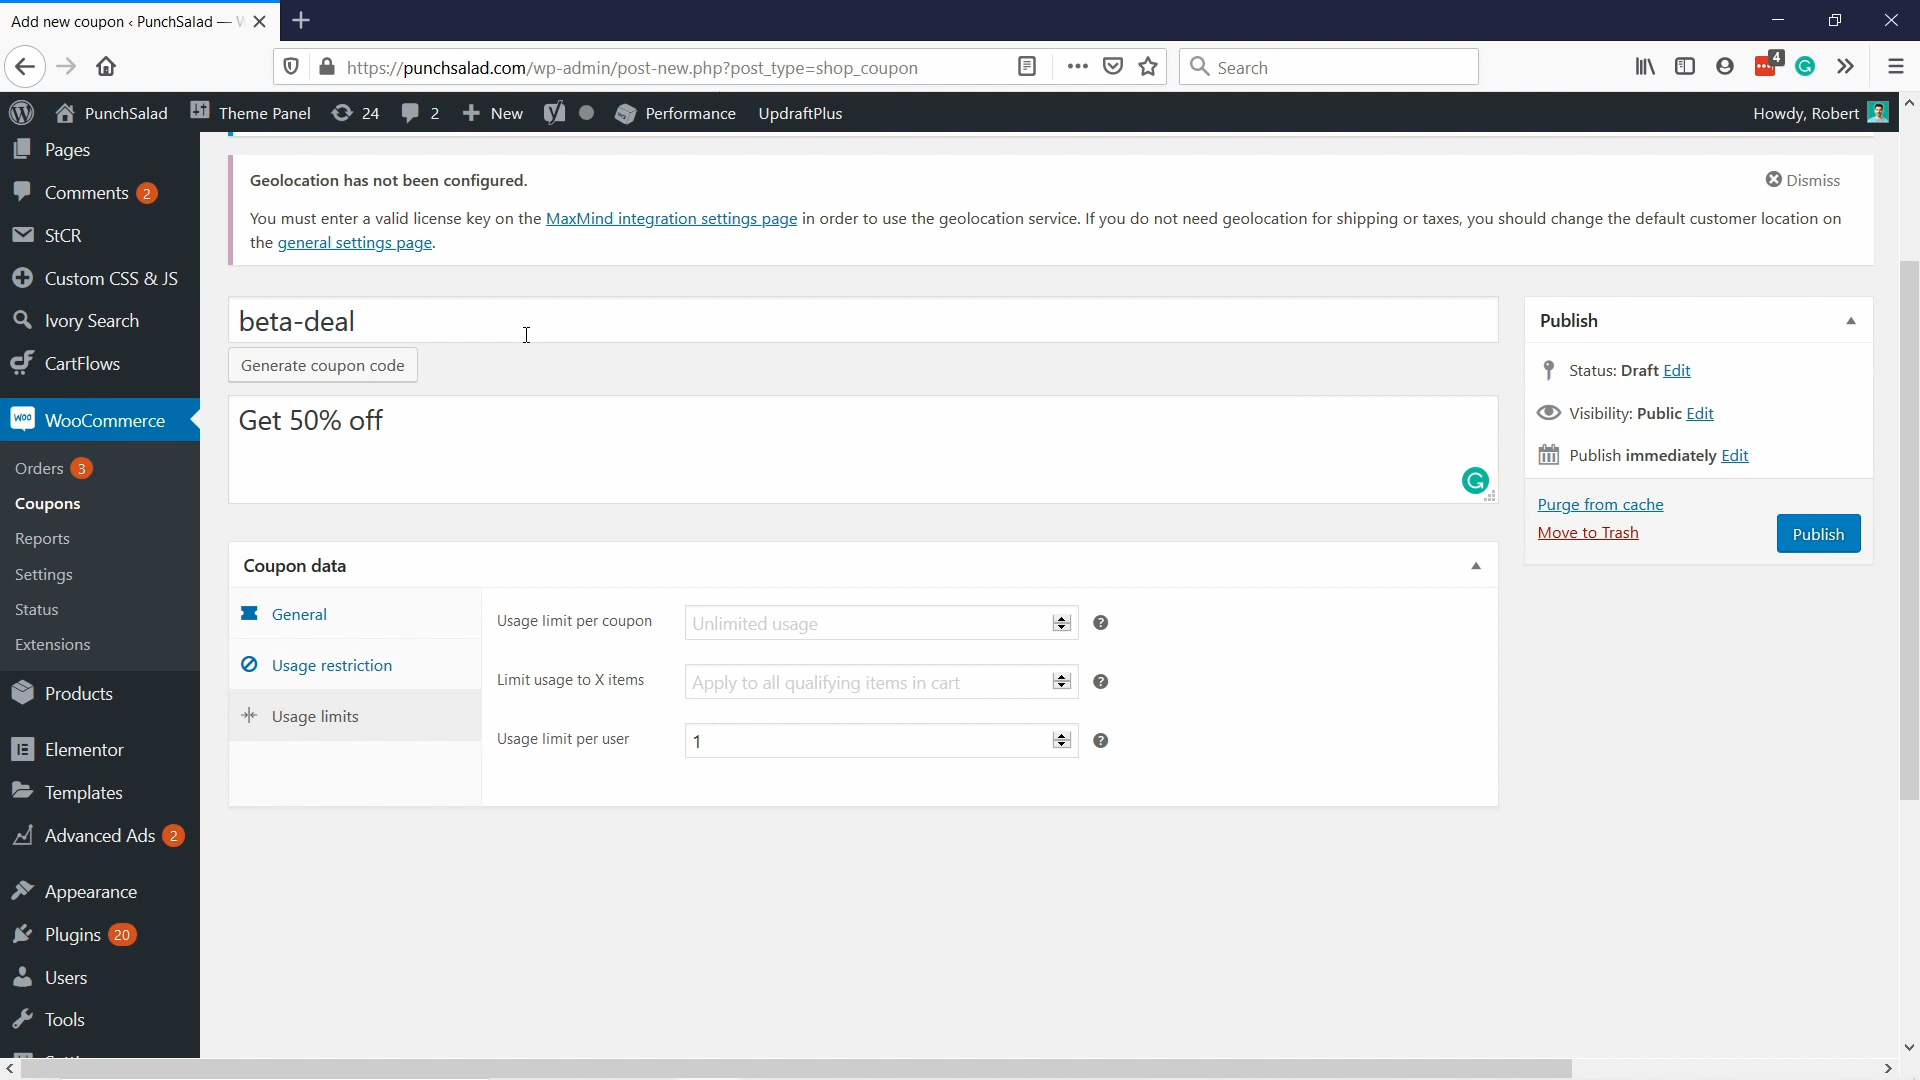 Add new coupon ‹ PunchSalad —
https://punchsalad.com/wp-admin/post-new.php?post_type=shop_coupon
Search
4
PunchSalad
Theme Panel
24
2
New
Performance
UpdraftPlus
Howdy, Robert
Pages
Comments 2
StCR
Custom CSS & JS
Ivory Search
CartFlows
WooCommerce
Orders 3
Coupons
Reports
Settings
Status
Extensions
Products
Elementor
Templates
Advanced Ads 2
Appearance
Plugins 20
Users
Tools
Geolocation has not been configured.
Dismiss
You must enter a valid license key on the MaxMind integration settings page in order to use the geolocation service. If you do not need geolocation for shipping or taxes, you should change the default customer location on
the general settings page.
beta-deal
Generate coupon code
Get 50% off
Coupon data
General
Usage restriction
Usage limits
Usage limit per coupon
Unlimited usage
Limit usage to X items
Apply to all qualifying items in cart
Usage limit per user
1
Publish
Status: Draft Edit
Visibility: Public Edit
Publish immediately Edit
Purge from cache
Move to Trash
Publish